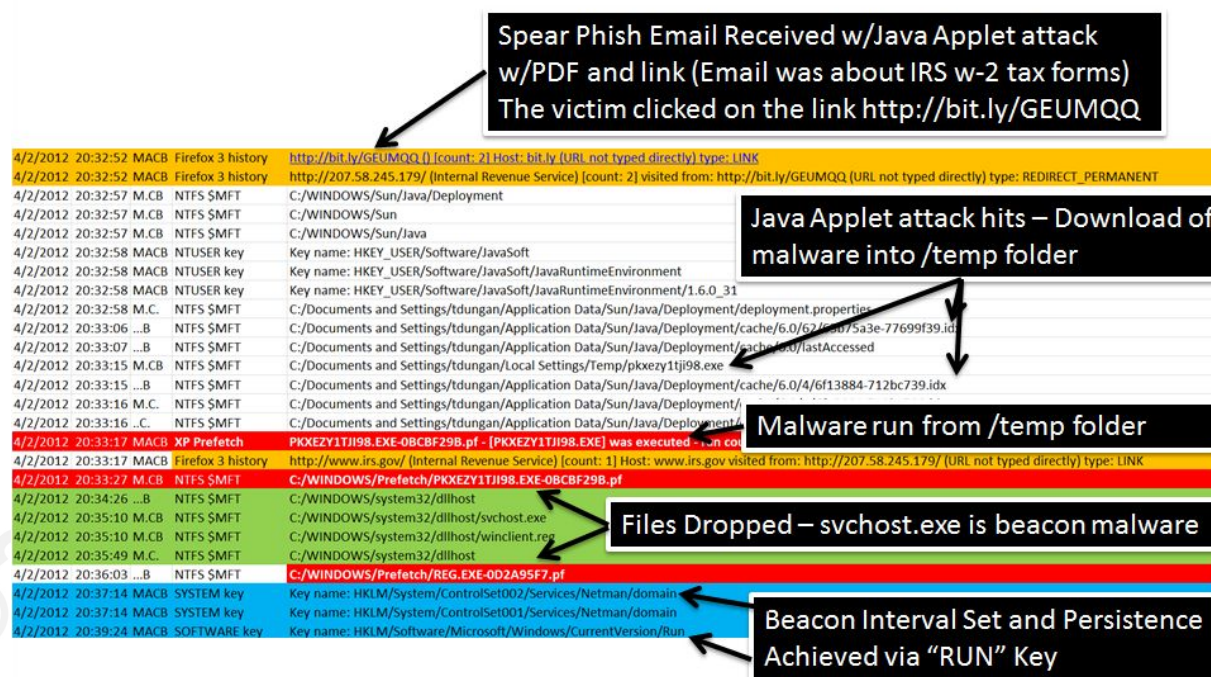 Spear Phish Email Received w/Java Applet attack
w/PDF and link (Email was about IRS w-2 tax forms)
The victim clicked on the link http://bit.ly/GEUMQQ
4/2/2012 20:32:52 MACB Firefox 3 history http://bit.ly/GEUMQQ () [count: 2] Host: bit.ly (URL not typed directly) type: LINK
4/2/2012 20:32:52 MACB Firefox 3 history http://207.58.245.179/ (Internal Revenue Service) [count: 2] visited from: http://bit.ly/GEUMQQ (URL not typed directly) type: REDIRECT_PERMANENT
4/2/2012 20:32:57 M.CB NTFS $MFT C:/WINDOWS/Sun/Java/Deployment
4/2/2012 20:32:57 M.CB NTFS $MFT C:/WINDOWS/Sun
4/2/2012 20:32:57 M.CB NTFS $MFT C:/WINDOWS/Sun/Java
Java Applet attack hits – Download of
malware into /temp folder
4/2/2012 20:32:58 MACB NTUSER key Key name: HKEY_USER/Software/JavaSoft
4/2/2012 20:32:58 MACB NTUSER key Key name: HKEY_USER/Software/JavaSoft/JavaRuntimeEnvironment
4/2/2012 20:32:58 MACB NTUSER key Key name: HKEY_USER/Software/JavaSoft/JavaRuntimeEnvironment/1.6.0_31
4/2/2012 20:32:58 M.C. NTFS $MFT C:/Documents and Settings/tdungan/Application Data/Sun/Java/Deployment/deployment.properties
4/2/2012 20:33:06 ...B NTFS $MFT C:/Documents and Settings/tdungan/Application Data/Sun/Java/Deployment/cache/6.0/62/
4/2/2012 20:33:07 ...B NTFS $MFT C:/Documents and Settings/tdungan/Application Data/Sun/Java/Deployment/cache/6.0/lastAccessed
4/2/2012 20:33:15 M.CB NTFS $MFT C:/Documents and Settings/tdungan/Local Settings/Temp/pkxezy1tji98.exe
4/2/2012 20:33:15 ...B NTFS $MFT C:/Documents and Settings/tdungan/Application Data/Sun/Java/Deployment/cache/6.0/4/6f13884-712bc739.idx
4/2/2012 20:33:16 M.C. NTFS $MFT C:/Documents and Settings/tdungan/Application Data/Sun/Java/Deployment/
4/2/2012 20:33:16 ..C. NTFS $MFT C:/Documents and Settings/tdungan/Application Data/Sun/Java/Deployment/
Malware run from /temp folder
4/2/2012 20:33:17 MACB XP Prefetch PKXEZY1TJI98.EXE-0BCBF29B.pf - [PKXEZY1TJI98.EXE] was executed - run cou
4/2/2012 20:33:17 MACB Firefox 3 history http://www.irs.gov/ (Internal Revenue Service) [count: 1] Host: www.irs.gov visited from: http://207.58.245.179/ (URL not typed directly) type: LINK
4/2/2012 20:33:27 M.CB NTFS $MFT C:/WINDOWS/Prefetch/PKXEZY1TJI98.EXE-0BCBF29B.pf
4/2/2012 20:34:26 ...B NTFS $MFT C:/WINDOWS/system32/dllhost
4/2/2012 20:35:10 M.CB NTFS $MFT C:/WINDOWS/system32/dllhost/svchost.exe
Files Dropped – svchost.exe is beacon malware
4/2/2012 20:35:10 M.CB NTFS $MFT C:/WINDOWS/system32/dllhost/winclient.reg
4/2/2012 20:35:49 M.C. NTFS $MFT C:/WINDOWS/system32/dllhost
4/2/2012 20:36:03 ...B NTFS $MFT C:/WINDOWS/Prefetch/REG.EXE-0D2A95F7.pf
4/2/2012 20:37:14 MACB SYSTEM key Key name: HKLM/System/ControlSet002/Services/Netman/domain
4/2/2012 20:37:14 MACB SYSTEM key Key name: HKLM/System/ControlSet001/Services/Netman/domain
4/2/2012 20:39:24 MACB SOFTWARE key Key name: HKLM/Software/Microsoft/Windows/CurrentVersion/Run
Beacon Interval Set and Persistence
Achieved via “RUN” Key